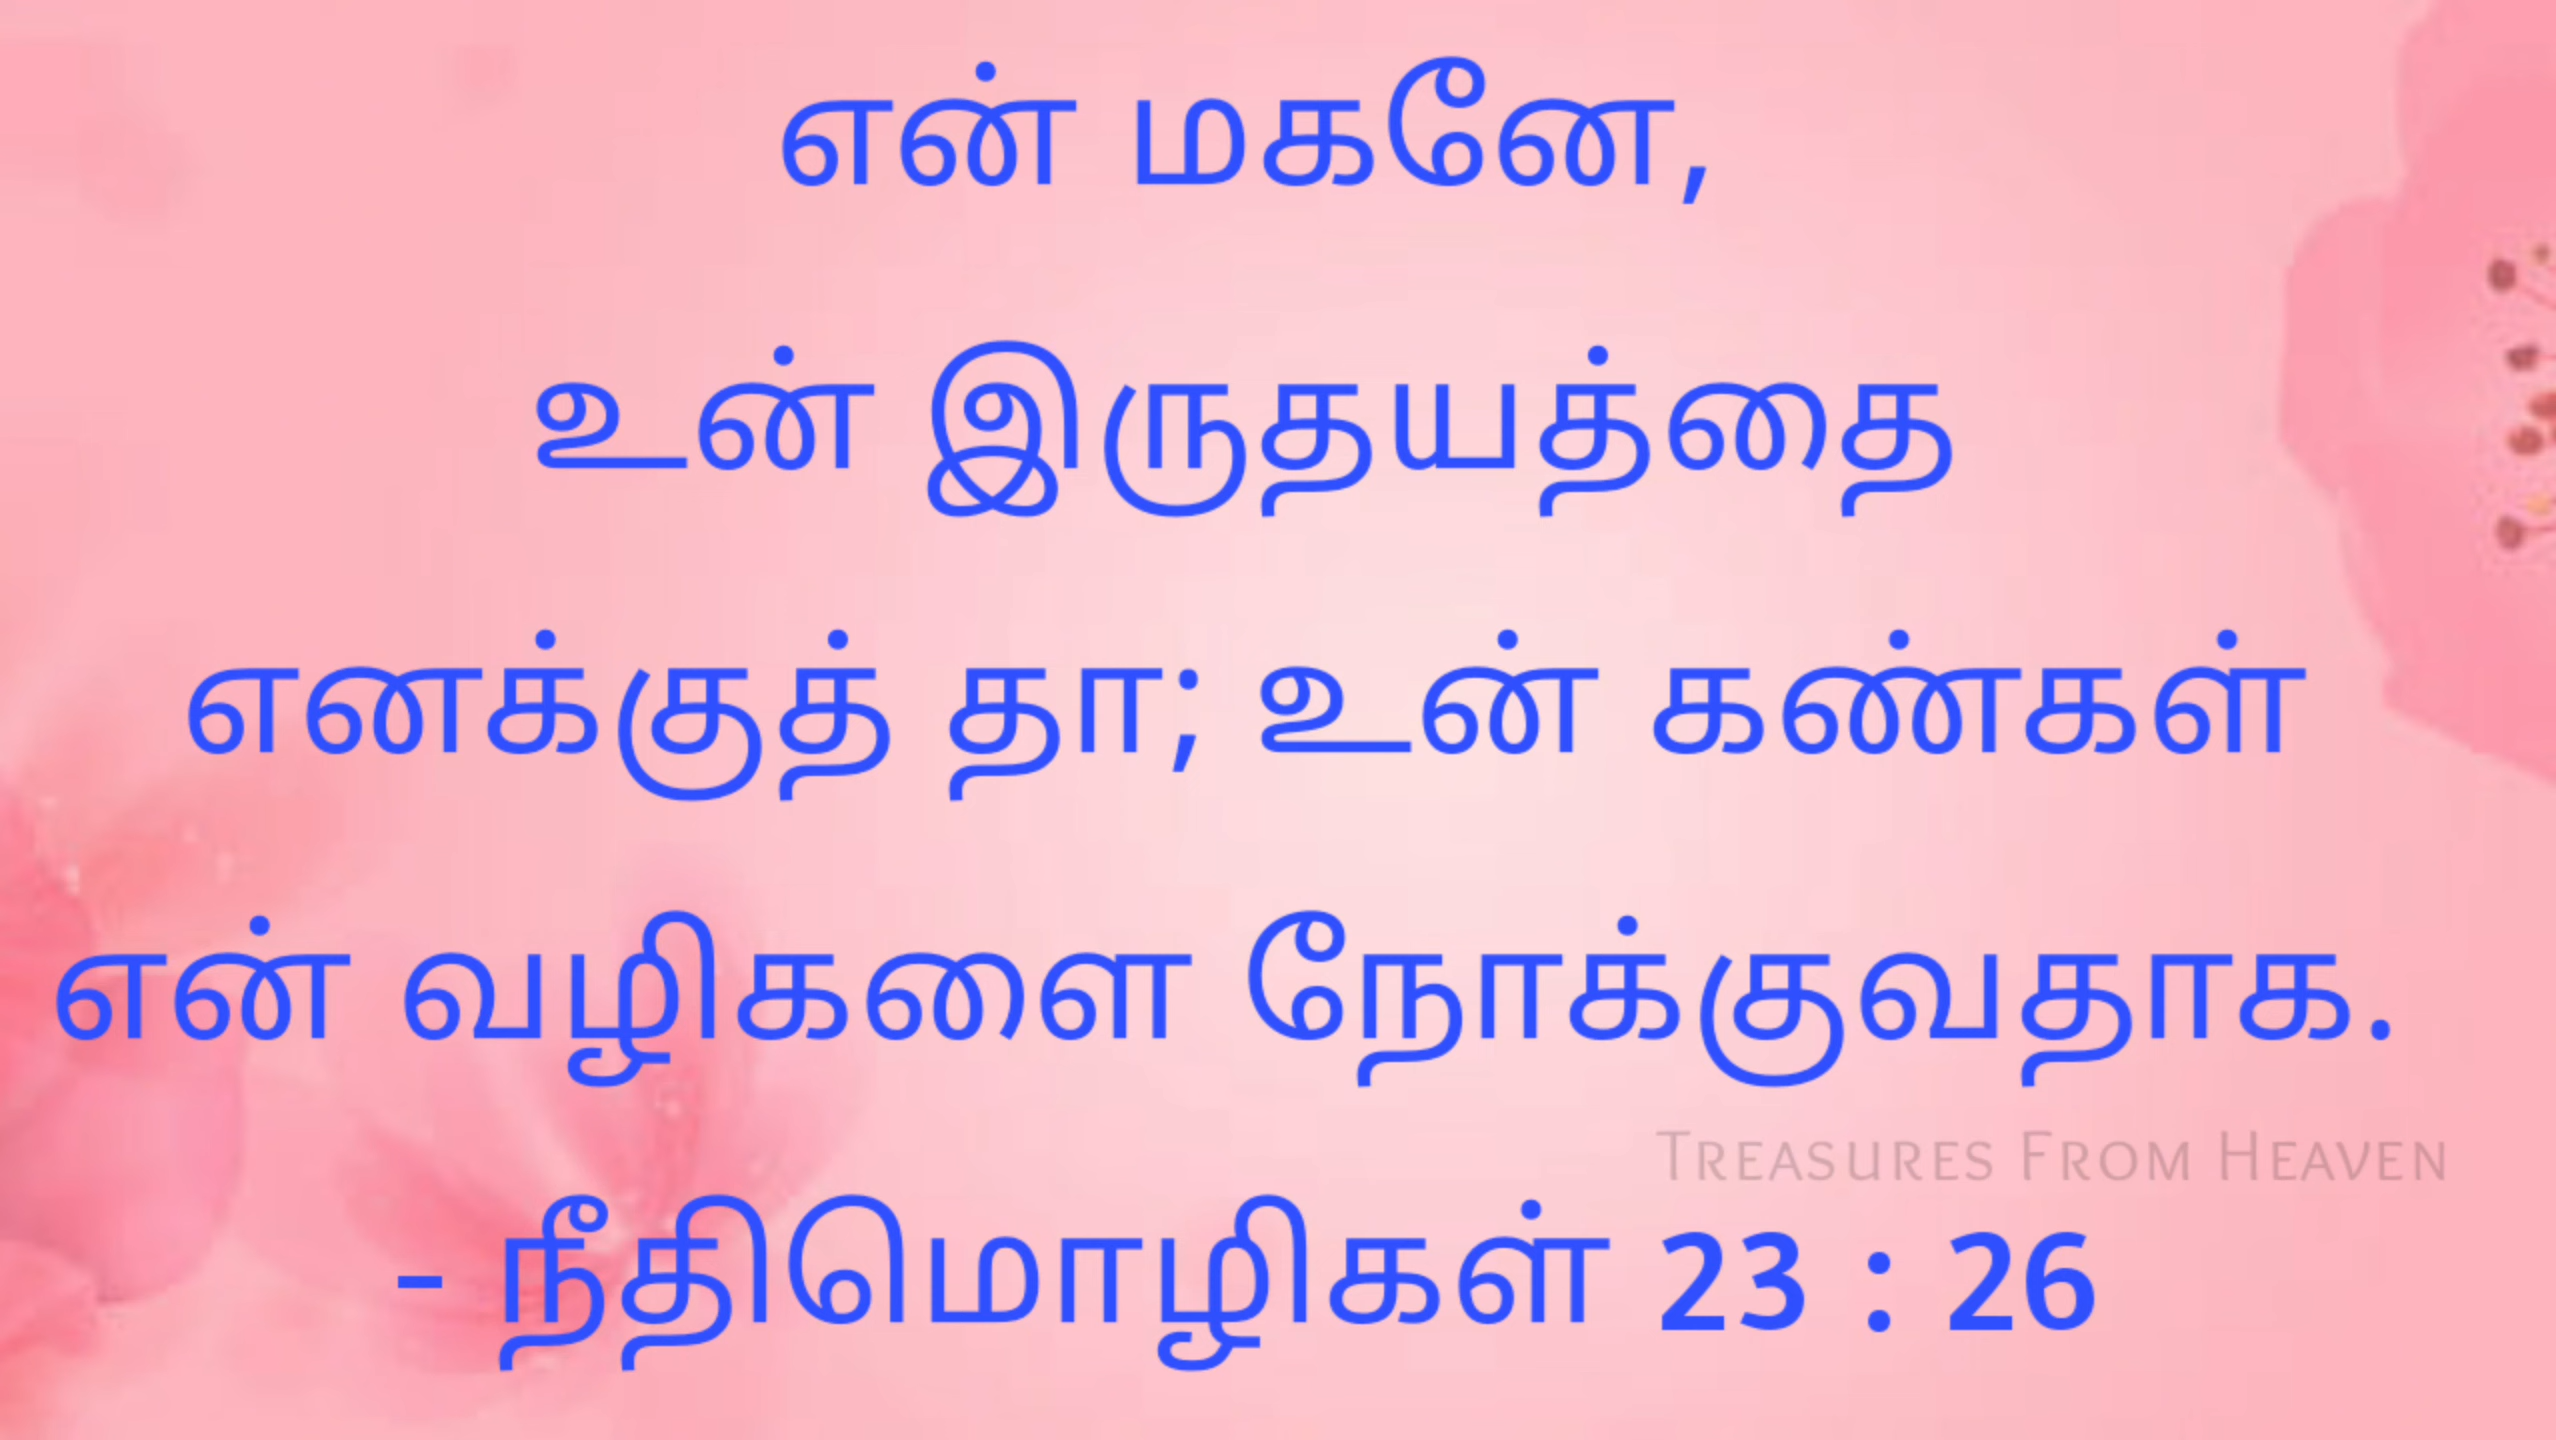 என் மகனே,
உன் இருதயத்தை
எனக்குத் தா; உன் கண்கள்
என் வழிகளை நோக்குவதாக.
TREASURES FROM HEAVEN
- நீதிமொழிகள் 23 : 26